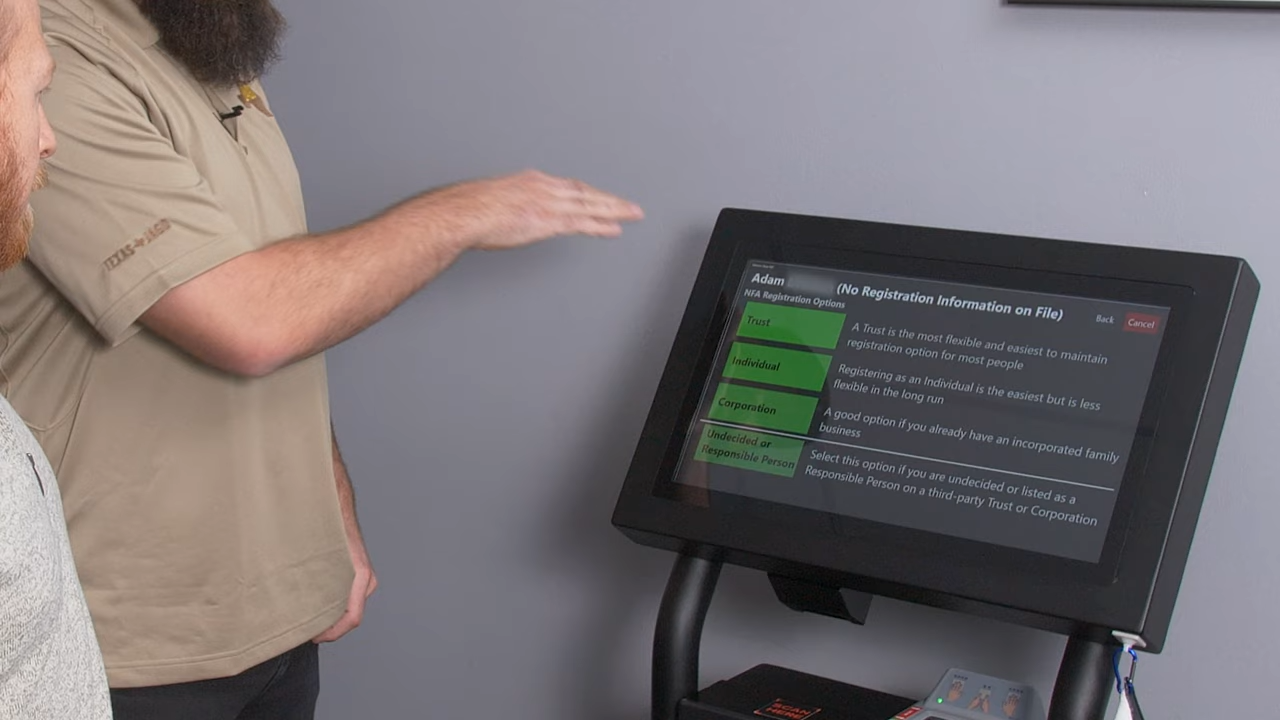 Adam (No Registration Information on File)
Back
Cancel
NFA Registration Options
Trust
A Trust is the most flexible and easiest to maintain
registration option for most people
Individual
Registering as an Individual is the easiest but is less
flexible in the long run
Corporation
A good option if you already have an incorporated family
business
Undecided or
Responsible Person
Select this option if you are undecided or listed as a
Responsible Person on a third-party Trust or Corporation
TEXAS
SCAN
HERE